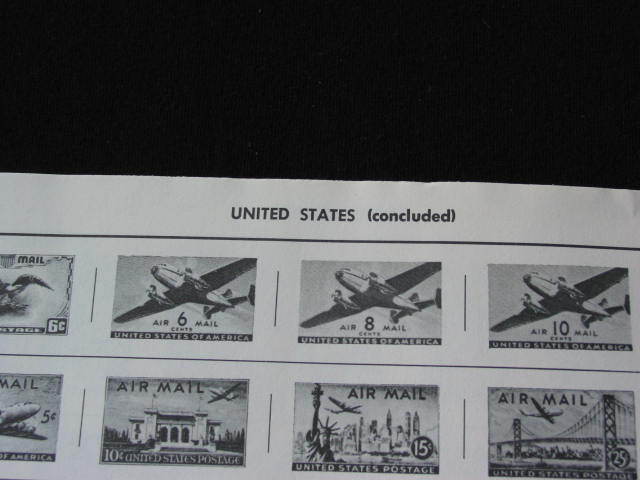 UNITED STATES (concluded)
MAIL
POSTAGE 6¢
6
CENTS
AIR MAIL
UNITED STATES OF AMERICA
8
CENTS
AIR MAIL
UNITED STATES OF AMERICA
10
CENTS
AIR MAIL
UNITED STATES OF AMERICA
MAIL
5¢
OF AMERICA
AIR MAIL
10¢ UNITED STATES POSTAGE
AIR MAIL
15¢
UNITED STATES POSTAGE
AIR MAIL
25¢
UNITED STATES POSTAGE